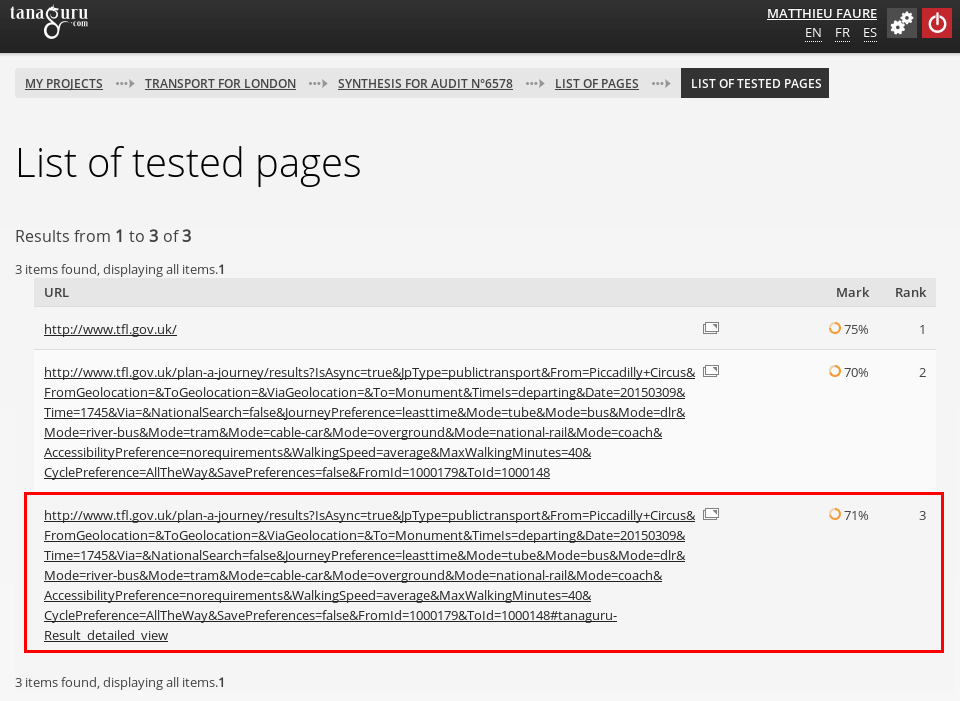 tanaguru
.com
MATTHIEU FAURE
EN FR ES
MY PROJECTS TRANSPORT FOR LONDON SYNTHESIS FOR AUDIT N°6578 LIST OF PAGES LIST OF TESTED PAGES
List of tested pages
Results from 1 to 3 of 3
3 items found, displaying all items.1
URL Mark Rank
http://www.tfl.gov.uk/ 75% 1
http://www.tfl.gov.uk/plan-a-journey/results?IsAsync=true&JpType=publictransport&From=Piccadilly+Circus& 70% 2
FromGeolocation=&ToGeolocation=&ViaGeolocation=&To=Monument&TimeIs=departing&Date=20150309&
Time=1745&Via=&NationalSearch=false&JourneyPreference=leasttime&Mode=tube&Mode=bus&Mode=dlr&
Mode=river-bus&Mode=tram&Mode=cable-car&Mode=overground&Mode=national-rail&Mode=coach&
AccessibilityPreference=norequirements&WalkingSpeed=average&MaxWalkingMinutes=40&
CyclePreference=AllTheWay&SavePreferences=false&FromId=1000179&ToId=1000148
http://www.tfl.gov.uk/plan-a-journey/results?IsAsync=true&JpType=publictransport&From=Piccadilly+Circus& 71% 3
FromGeolocation=&ToGeolocation=&ViaGeolocation=&To=Monument&TimeIs=departing&Date=20150309&
Time=1745&Via=&NationalSearch=false&JourneyPreference=leasttime&Mode=tube&Mode=bus&Mode=dlr&
Mode=river-bus&Mode=tram&Mode=cable-car&Mode=overground&Mode=national-rail&Mode=coach&
AccessibilityPreference=norequirements&WalkingSpeed=average&MaxWalkingMinutes=40&
CyclePreference=AllTheWay&SavePreferences=false&FromId=1000179&ToId=1000148#tanaguru-
Result_detailed_view
3 items found, displaying all items.1